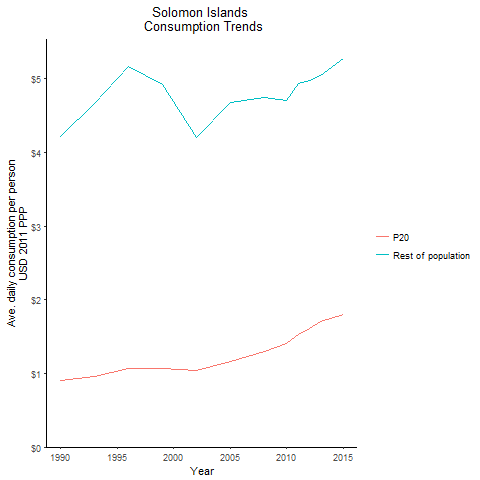 Solomon Islands
Consumption Trends
Ave. daily consumption per person
USD 2011 PPP
$5
$4
$3
$2
$1
$0
1990 1995 2000 2005 2010 2015
Year
P20
Rest of population